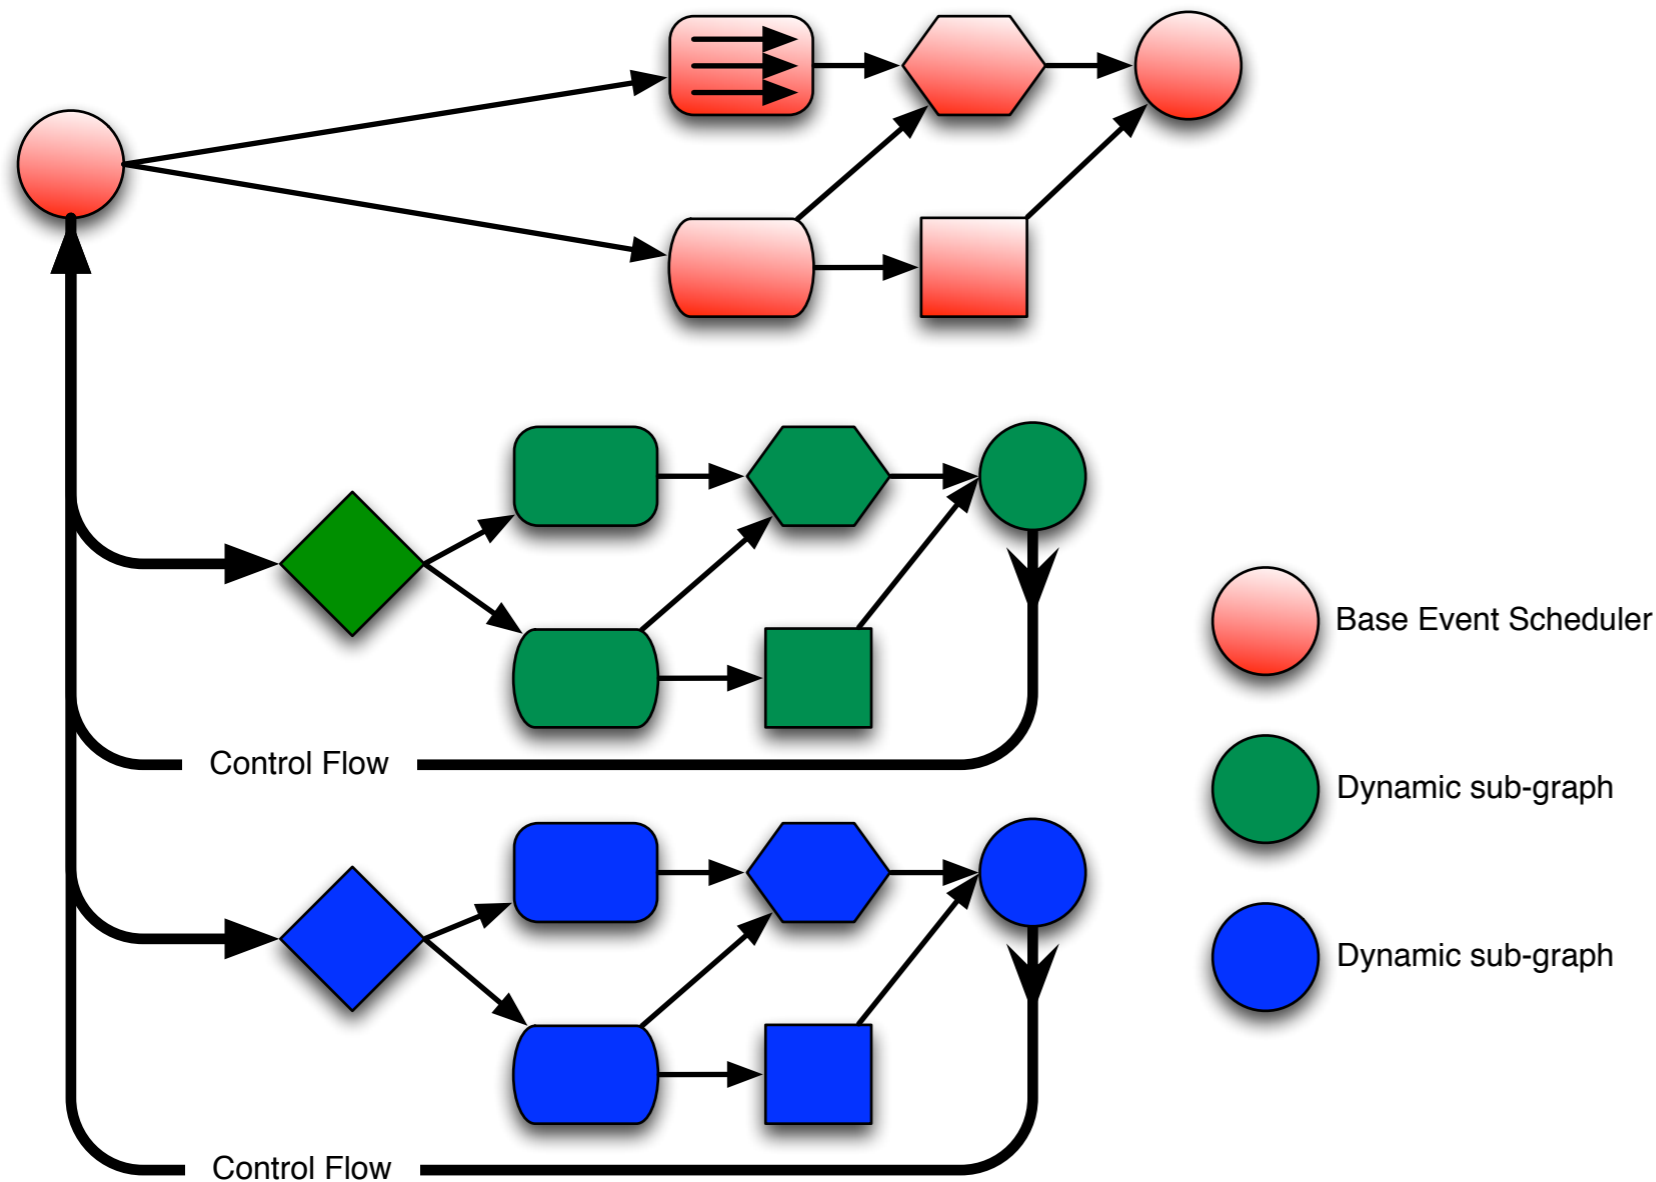 Base Event Scheduler
Control Flow
Dynamic sub-graph
Dynamic sub-graph
Control Flow